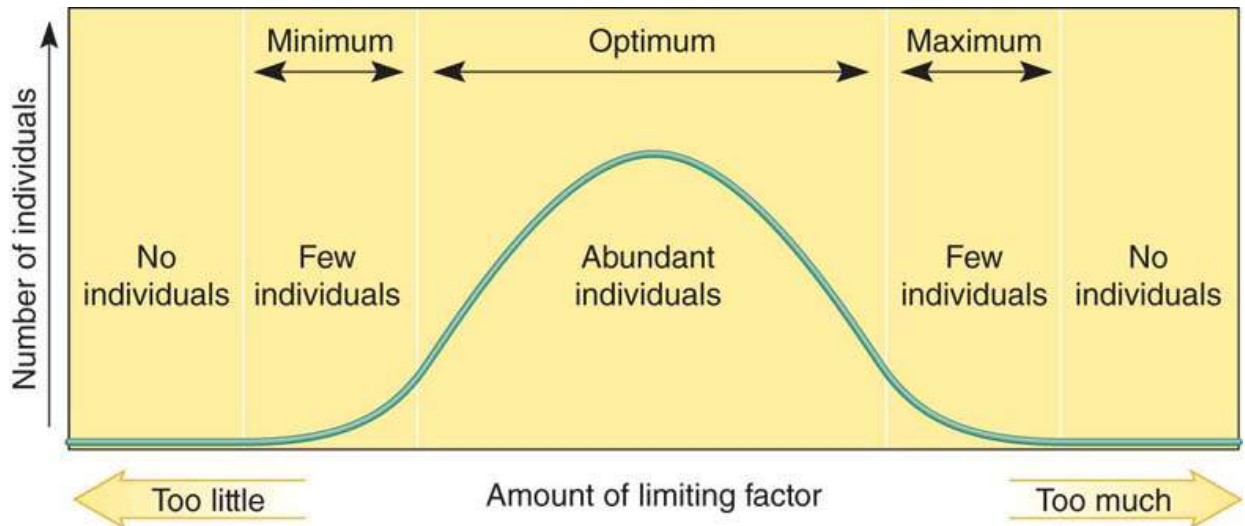 Minimum
Optimum
Maximum
Number of individuals
No
individuals
Few
individuals
Abundant
individuals
Few
individuals
No
individuals
Too little
Amount of limiting factor
Too much